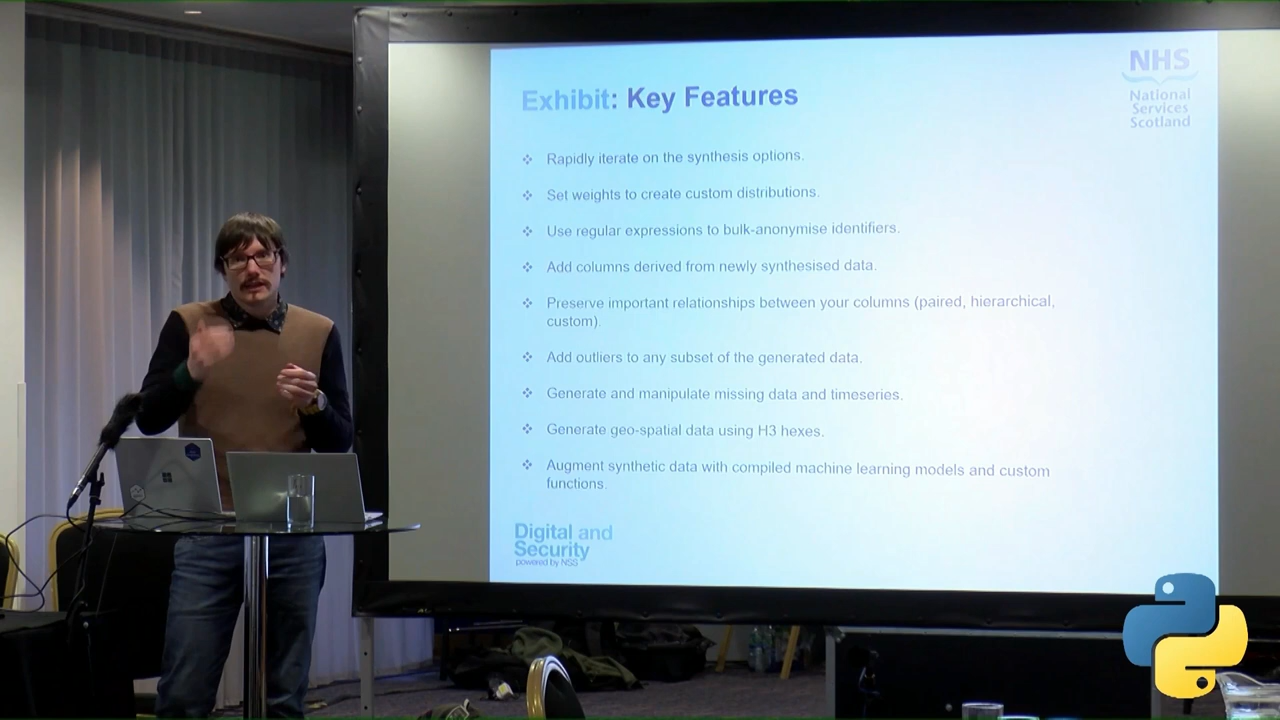 Exhibit: Key Features
NHS
National
Services
Scotland
Rapidly iterate on the synthesis options.
Set weights to create custom distributions.
Use regular expressions to bulk-anonymise identifiers.
Add columns derived from newly synthesised data.
Preserve important relationships between your columns (paired, hierarchical,
custom).
Add outliers to any subset of the generated data.
Generate and manipulate missing data and timeseries.
Generate geo-spatial data using H3 hexes.
Augment synthetic data with compiled machine learning models and custom
functions.
Digital and
Security
powered by NSS